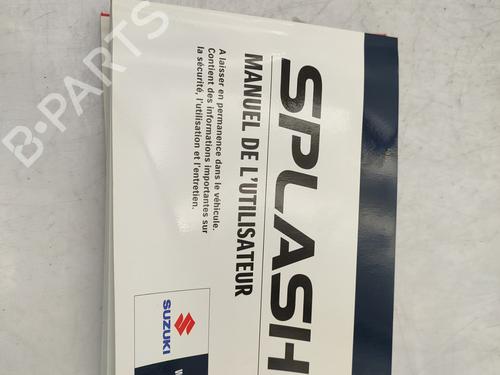 SPLASH
MANUEL DE L'UTILISATEUR
A laisser en permanence dans le véhicule.
Contient des informations importantes sur
la sécurité, l'utilisation et l'entretien.
SUZUKI
B-PARTS